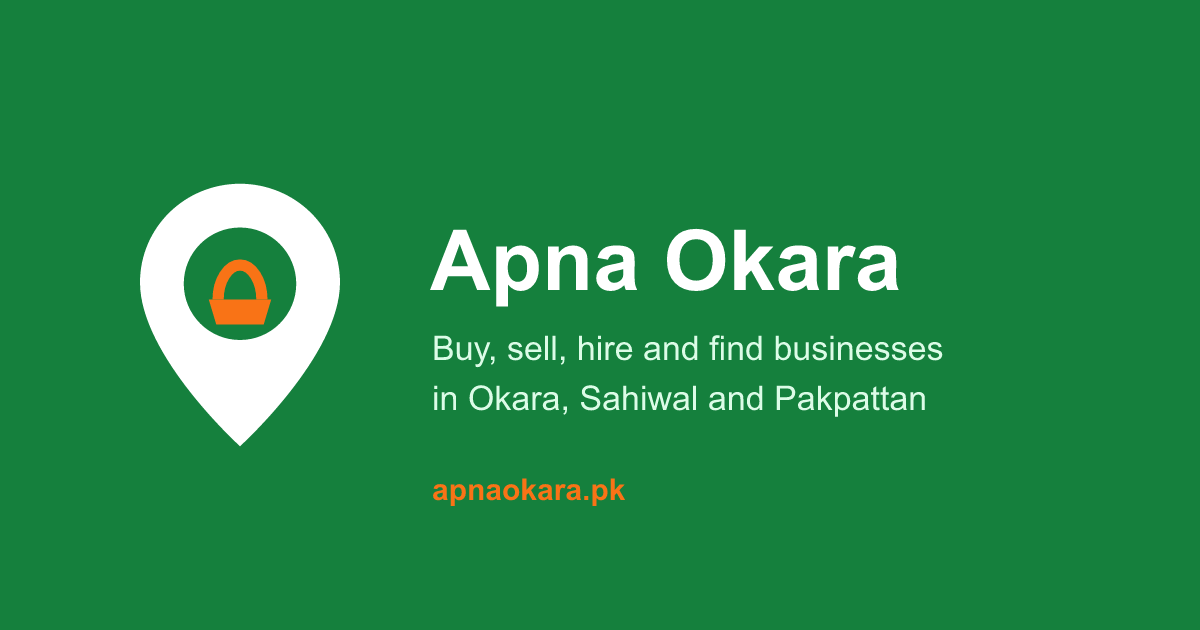 Apna Okara
Buy, sell, hire and find businesses
in Okara, Sahiwal and Pakpattan
apnaokara.pk